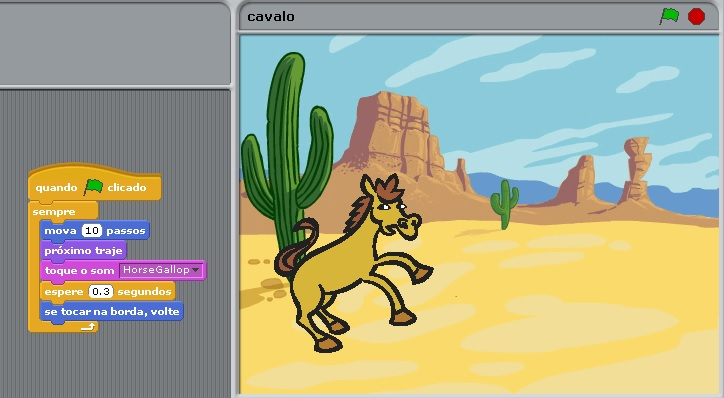 cavalo
quando clicado
sempre
mova 10 passos
próximo traje
toque o som HorseGallop
espere 0.3 segundos
se tocar na borda, volte